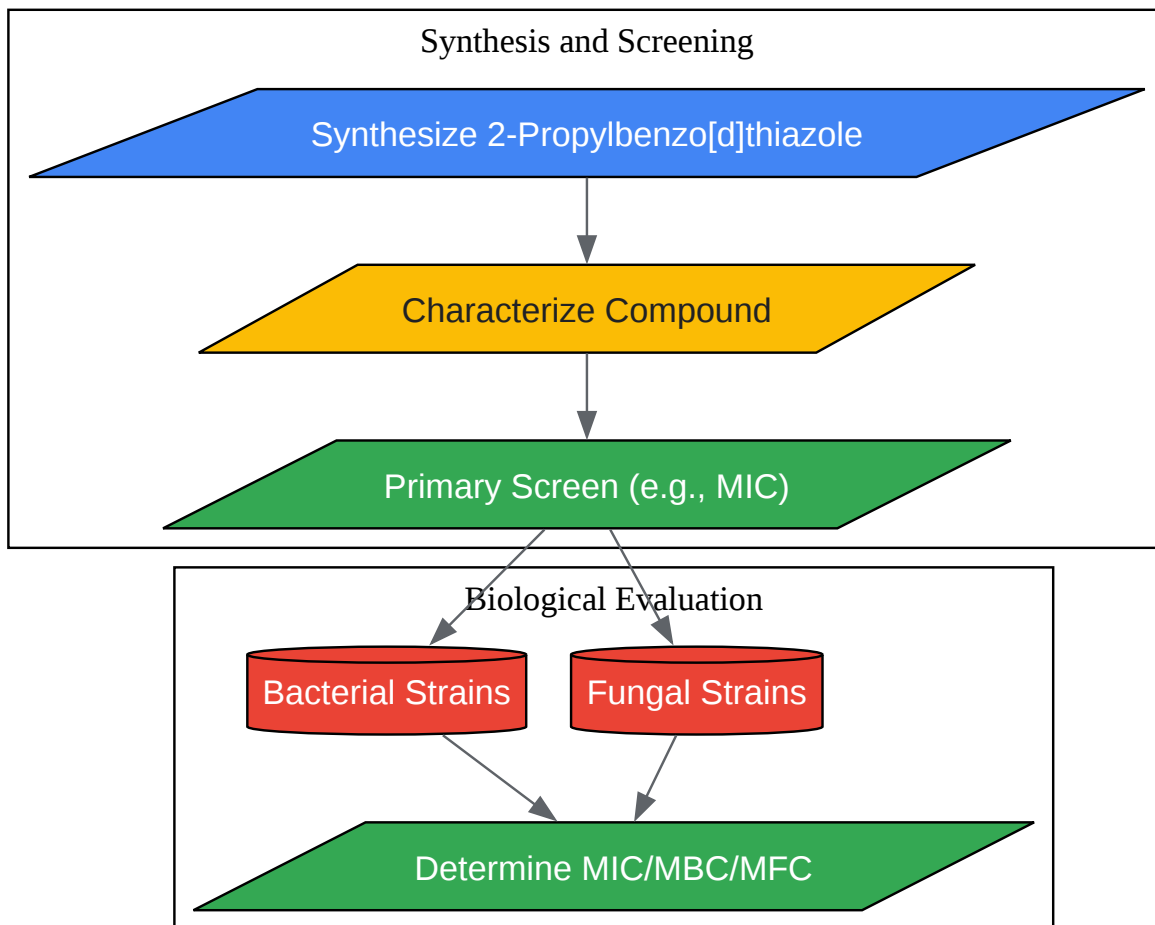 Synthesis and Screening
Synthesize 2-Propylbenzo[d]thiazole
Characterize Compound
Primary Screen (e.g., MIC)
Biological Evaluation
Bacterial Strains
Fungal Strains
Determine MIC/MBC/MFC